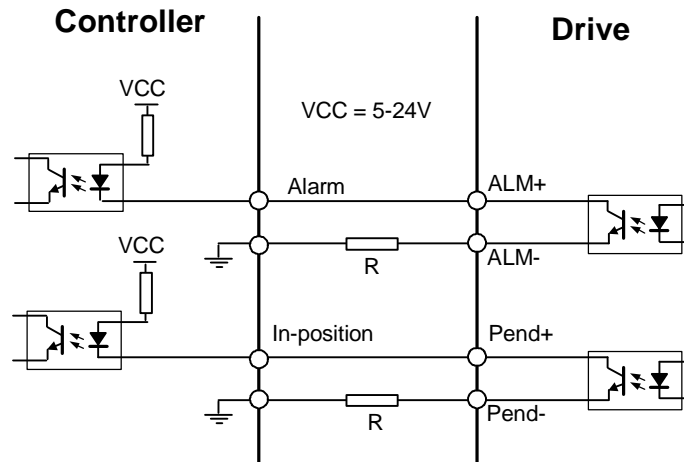 Controller
Drive
VCC
VCC = 5-24V
Alarm
ALM+
VCC
R
ALM-
In-position
Pend+
R
Pend-